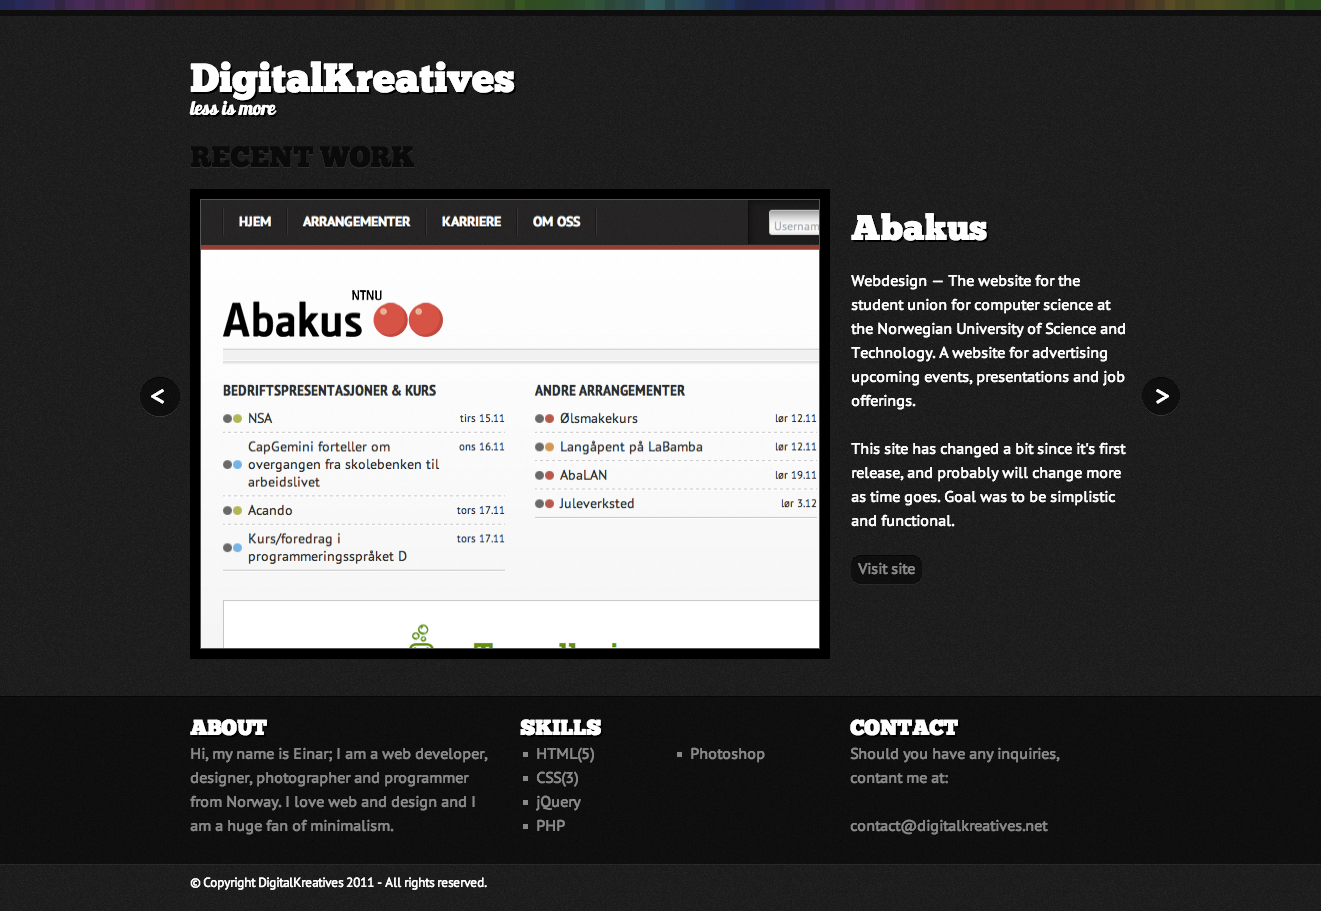 DigitalKreatives
less is more
RECENT WORK
HJEM ARRANGEMENTER KARRIERE OM OSS Usernam
NTNU
Abakus
BEDRIFTSPRESENTASJONER & KURS
NSA tirs 15.11
CapGemini forteller om ons 16.11
overgangen fra skolebenken til
arbeidslivet
Acando tors 17.11
Kurs/foredrag i tors 17.11
programmeringsspråket D
ANDRE ARRANGEMENTER
Ølsmakekurs lør 12.11
Langåpent på LaBamba lør 12.11
AbaLAN lør 19.11
Juleverksted lør 3.12
Abakus
Webdesign — The website for the
student union for computer science at
the Norwegian University of Science and
Technology. A website for advertising
upcoming events, presentations and job
offerings.
This site has changed a bit since it's first
release, and probably will change more
as time goes. Goal was to be simplistic
and functional.
Visit site
<
>
ABOUT
Hi, my name is Einar; I am a web developer,
designer, photographer and programmer
from Norway. I love web and design and I
am a huge fan of minimalism.
SKILLS
HTML(5)
CSS(3)
jQuery
PHP
Photoshop
CONTACT
Should you have any inquiries,
contant me at:
contact@digitalkreatives.net
© Copyright DigitalKreatives 2011 - All rights reserved.